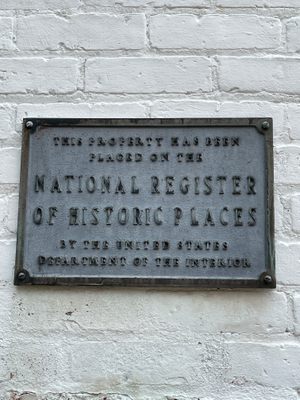 THIS PROPERTY HAS BEEN
PLACED ON THE
NATIONAL REGISTER
OF HISTORIC PLACES
BY THE UNITED STATES
DEPARTMENT OF THE INTERIOR